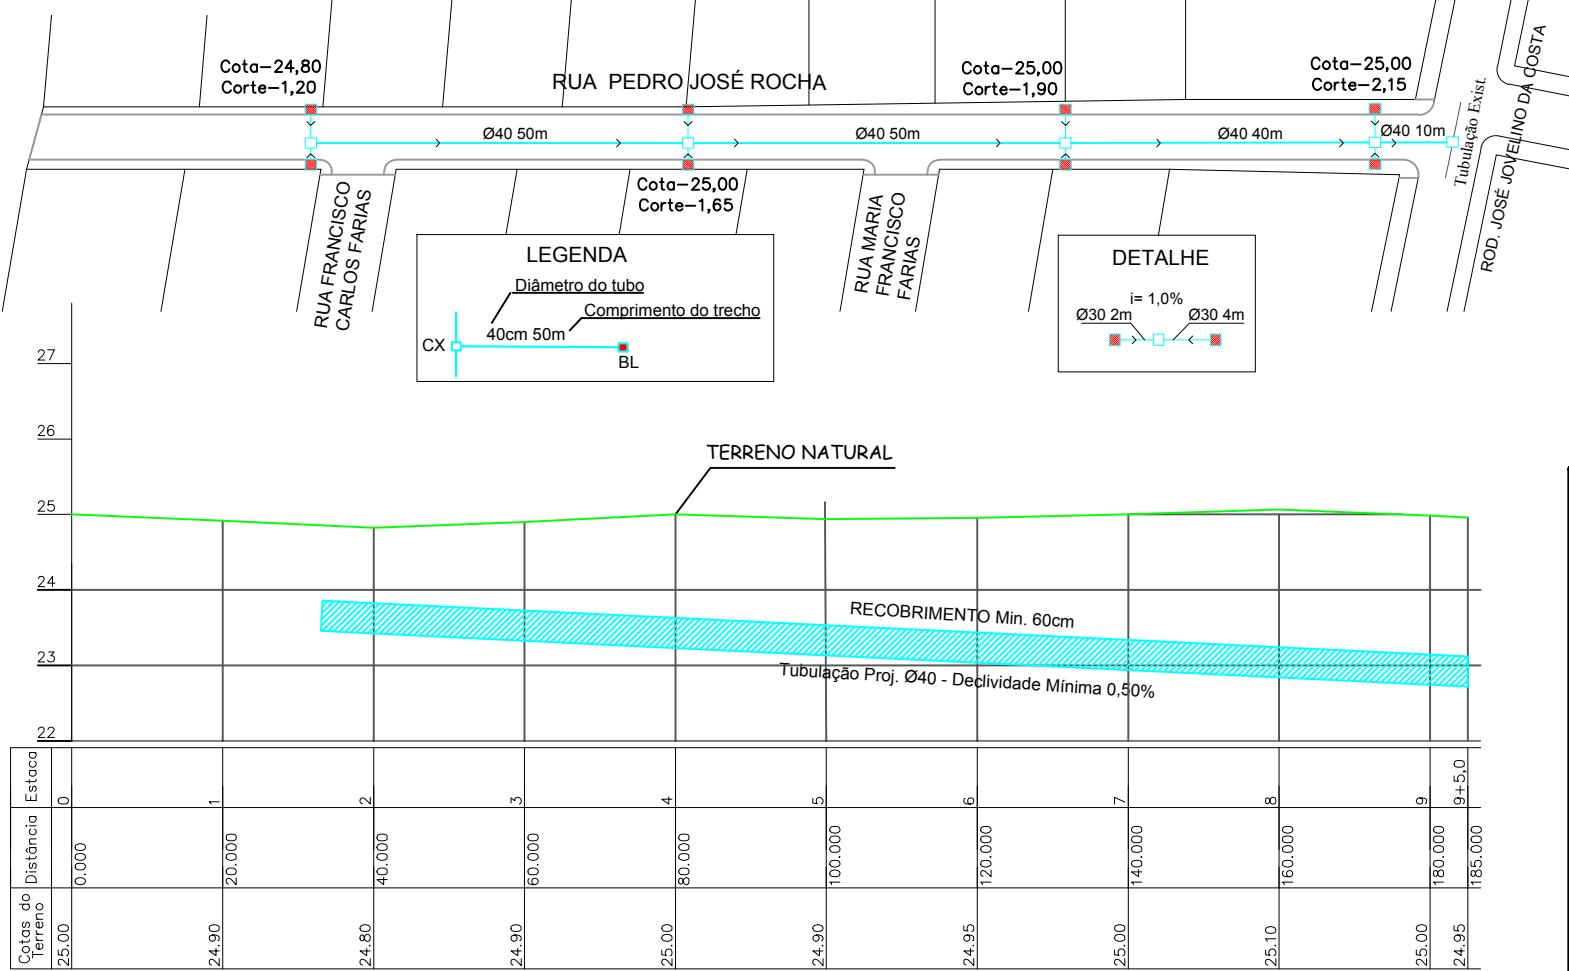 Cota-24,80
Corte-1,20
RUA PEDRO JOSÉ ROCHA
Cota-25,00
Corte-1,90
Cota-25,00
Corte-2,15
Ø40 50m
Ø40 50m
Ø40 40m
Ø40 10m
Tubulação Exist.
ROD. JOSÉ JOVELINO DA COSTA
Cota-25,00
Corte-1,65
RUA FRANCISCO
CARLOS FARIAS
RUA MARIA
FRANCISCO
FARIAS
LEGENDA
Diâmetro do tubo
Comprimento do trecho
40cm 50m
CX
BL
DETALHE
i= 1,0%
Ø30 2m
Ø30 4m
27
26
25
24
23
22
TERRENO NATURAL
RECOBRIMENTO Min. 60cm
Tubulação Proj. Ø40 - Declividade Mínima 0,50%
Estaca
0
1
2
3
4
5
6
7
8
9
9+5,0
Distância
0.000
20.000
40.000
60.000
80.000
100.000
120.000
140.000
160.000
180.000
185.000
Cotas do
Terreno
25.00
24.90
24.80
24.90
25.00
24.90
24.95
25.00
25.10
25.00
24.95